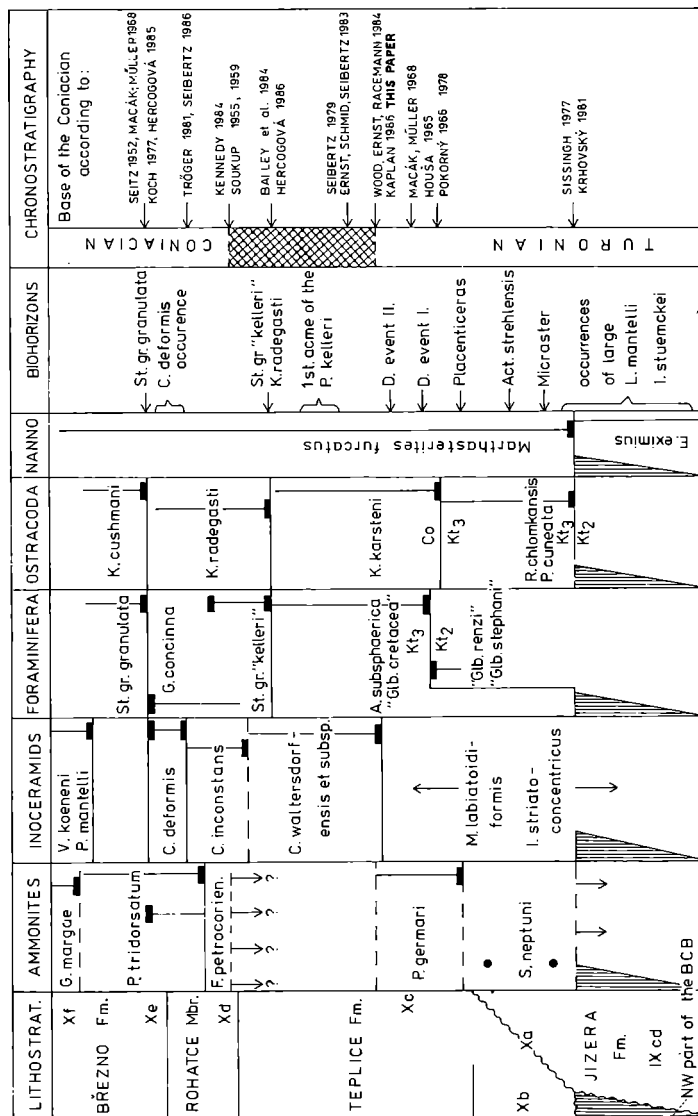 LITHOSTRAT.
AMMONITES
INOCERAMIDS
FORAMINIFERA
OSTRACODA
NANNO
BIOHORIZONS
CHRONOSTRATIGRAPHY
BŘEZNO Fm.
Xf
Xe
ROHATCE Mbr.
Xd
TEPLICE Fm.
Xc
Xb
Xa
JIZERA
Fm.
IX cd
NW part of the BCB
G. margae
P. tridorsatum
F. petrocorien.
? ? ? ?
P. germari
S. neptuni
V. koeneni
P. mantelli
C. deformis
C. inconstans
C. waltersdorf-
ensis et subsp.
M. labiatoidi-
formis
I. striato-
concentricus
St. gr. granulata
G. concinna
St. gr. "kelleri"
A. subsphaerica
"Glb. cretacea"
Kt3
Kt2
"Glb. renzi"
"Glb. stephani"
K. cushmani
K. radegasti
K. karsteni
Co
Kt3
R. chlomkansis
P. cuneata
Kt3
Kt2
Marthasterites furcatus
E. eximius
St. gr. granulata
C. deformis
occurence
St. gr "kelleri"
K. radegasti
1st. acme of the
P. kelleri
D. event II.
D. event I.
Placenticeras
Act. strehlensis
Micraster
occurrences
of large
L. mantelli
I. stuemckei
CONIACIAN
TURONIAN
Base of the Coniacian
according to:
SEITZ 1952, MACÁK; MÜLLER 1968
KOCH 1977, HERCOGOVÁ 1985
TRÖGER 1981, SEIBERTZ 1986
KENNEDY 1984
SOUKUP 1955, 1959
BAILEY et al. 1984
HERCOGOVÁ 1986
SEIBERTZ 1979
ERNST, SCHMID, SEIBERTZ 1983
WOOD, ERNST, RACEMANN 1984
KAPLAN 1986 THIS PAPER
MACÁK, MÜLLER 1968
HOUŠA 1965
POKORNÝ 1966 1978
SISSINGH 1977
KRHOVSKÝ 1981